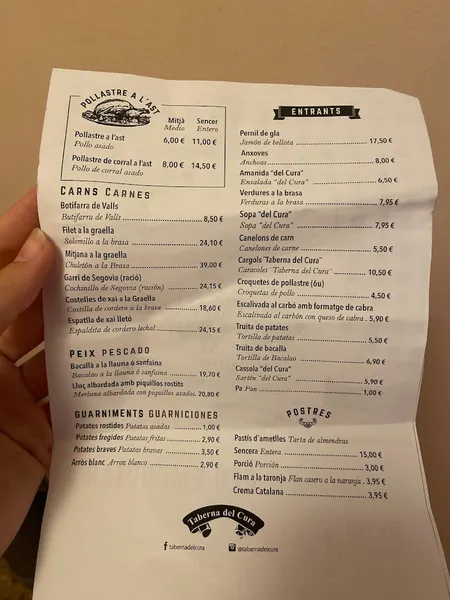 POLLASTRE A L'AST
Mitjà Sencer
Medio Entero
Pollastre a l'ast 6,00 € 11,00 €
Pollo asado
Pollastre de corral a l'ast 8,00 € 14,50 €
Pollo de corral asado
CARNS CARNES
Botifarra de Valls
Butifarra de Valls 8,50 €
Filet a la graella
Solomillo a la brasa 24,10 €
Mitjana a la graella
Chuletón a la Brasa 39,00 €
Garrí de Segovia (ració)
Cochinillo de Segovia (ración) 24,15 €
Costelles de xai a la Graella
Costilla de cordero a la brasa 18,60 €
Espatlla de xai lletó
Espaldita de cordero lechal 24,15 €
PEIX PESCADO
Bacallà a la llauna ó sanfaina
Bacalao a la llauna ó sanfaina 19,70 €
Lluç albardada amb piquillos rostits
Merluza albardada con piquillos asados. 20,80 €
GUARNIMENTS GUARNICIONES
Patates rostides Patatas asadas 1,00 €
Patates fregides Patatas fritas 2,90 €
Patates braves Patatas bravas 3,50 €
Arròs blanc Arrox blanco 2,90 €
ENTRANTS
Pernil de gla
Jamón de bellota 17,50 €
Anxoves
Anchoas 8,00 €
Amanida "del Cura"
Ensalada "del Cura" 6,50 €
Verdures a la brasa
Verduras a la brasa 7,95 €
Sopa "del Cura"
Sopa "del Cura" 7,95 €
Canelons de carn
Canelones de carne 5,50 €
Cargols "Taberna del Cura"
Caracoles "Taberna del Cura" 10,50 €
Croquetes de pollastre (6u)
Croquetas de pollo 4,50 €
Escalivada al carbó amb formatge de cabra
Escalivada al carbón con queso de cabra . 5,90 €
Truita de patates
Tortilla de patatas 5,50 €
Truita de bacallà
Tortilla de Bacalao 6,90 €
Cassola "del Cura"
Sartén "del Cura" 5,90 €
Pa Pan 1,00 €
POSTRES
Pastís d'ametlles Tarta de almendras
Sencera Entera 15,00 €
Porció Porción 3,00 €
Flam a la taronja Flan casero a la naranja . 3,95 €
Crema Catalana 3,95 €
Taberna del Cura
tabernadelcura @tabernadelcura